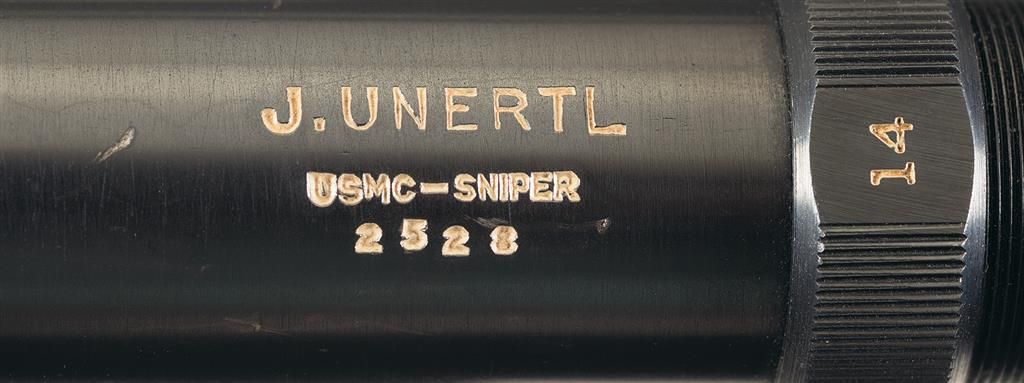 J. UNERTL
USMC-SNIPER
2528
14